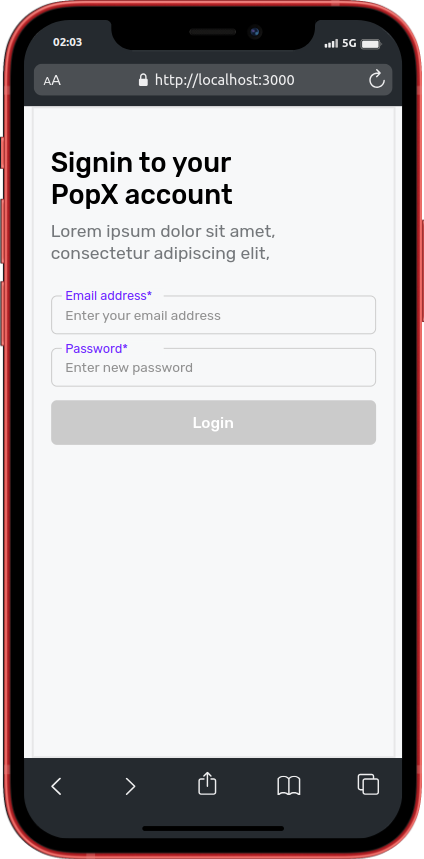 02:03
5G
AA
http://localhost:3000
Signin to your
PopX account
Lorem ipsum dolor sit amet,
consectetur adipiscing elit,
Email address*
Enter your email address
Password*
Enter new password
Login